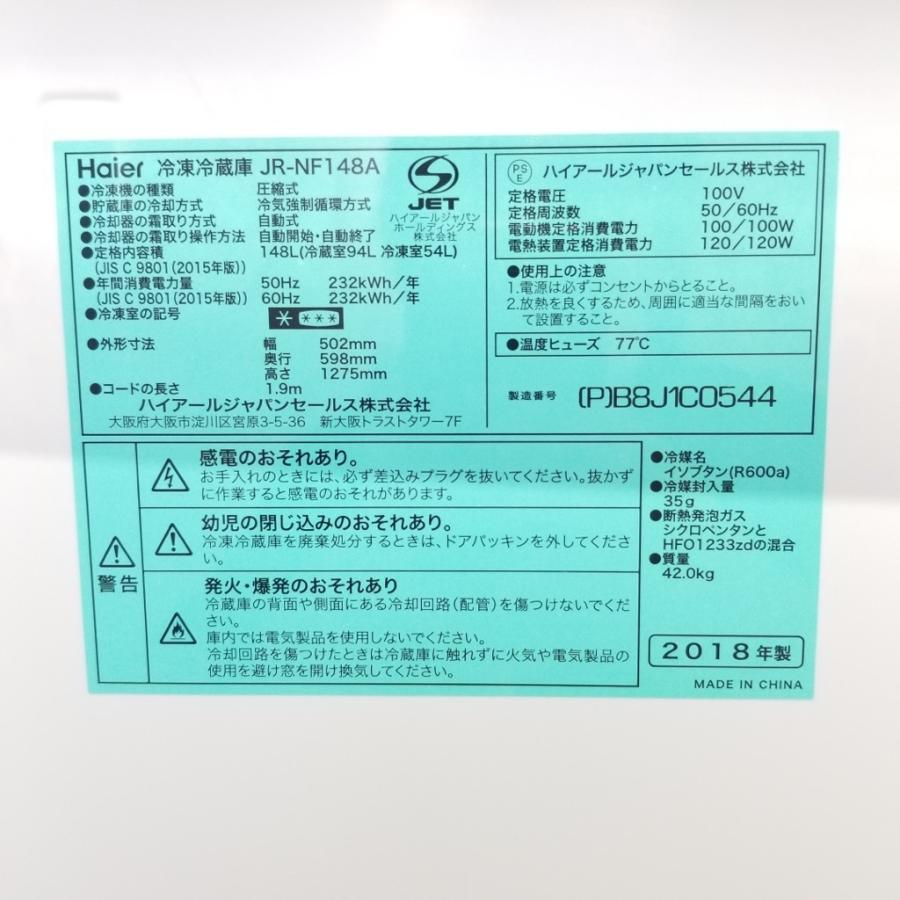 Haier 冷凍冷蔵庫 JR-NF148A
●冷凍機の種類 圧縮式
●貯蔵庫の冷却方式 冷気強制循環方式
●冷却器の霜取り方式 自動式
●冷却器の霜取り操作方法 自動開始・自動終了
●定格内容積 148L(冷蔵室94L 冷凍室54L)
(JIS C 9801(2015年版))
●年間消費電力量 50Hz 232kWh/年
(JIS C 9801(2015年版)) 60Hz 232kWh/年
●冷凍室の記号
●外形寸法 幅 502mm
奥行 598mm
高さ 1275mm
●コードの長さ 1.9m
ハイアールジャパンセールス株式会社
大阪府大阪市淀川区宮原3-5-36 新大阪トラストタワー7F
S
JET
ハイアールジャパン
ホールディングス
株式会社
PS
E
ハイアールジャパンセールス株式会社
定格電圧 100V
定格周波数 50/60Hz
電動機定格消費電力 100/100W
電熱装置定格消費電力 120/120W
●使用上の注意
1.電源は必ずコンセントからとること。
2.放熱を良くするため、周囲に適当な間隔をおい
て設置すること。
●温度ヒューズ 77℃
製造番号 (P)B8J1C0544
警告
感電のおそれあり。
お手入れのときには、必ず差込みプラグを抜いてください。抜かず
に作業すると感電のおそれがあります。
幼児の閉じ込みのおそれあり。
冷凍冷蔵庫を廃棄処分するときは、ドアパッキンを外してください。
発火・爆発のおそれあり
冷蔵庫の背面や側面にある冷却回路(配管)を傷つけないでくだ
さい。
庫内では電気製品を使用しないでください。
冷却回路を傷つけたときは冷蔵庫に触れずに火気や電気製品の
使用を避け窓を開け換気してください。
●冷媒名
イソブタン(R600a)
●冷媒封入量
35g
●断熱発泡ガス
シクロペンタンと
HFO1233zdの混合
●質量
42.0kg
2018年製
MADE IN CHINA